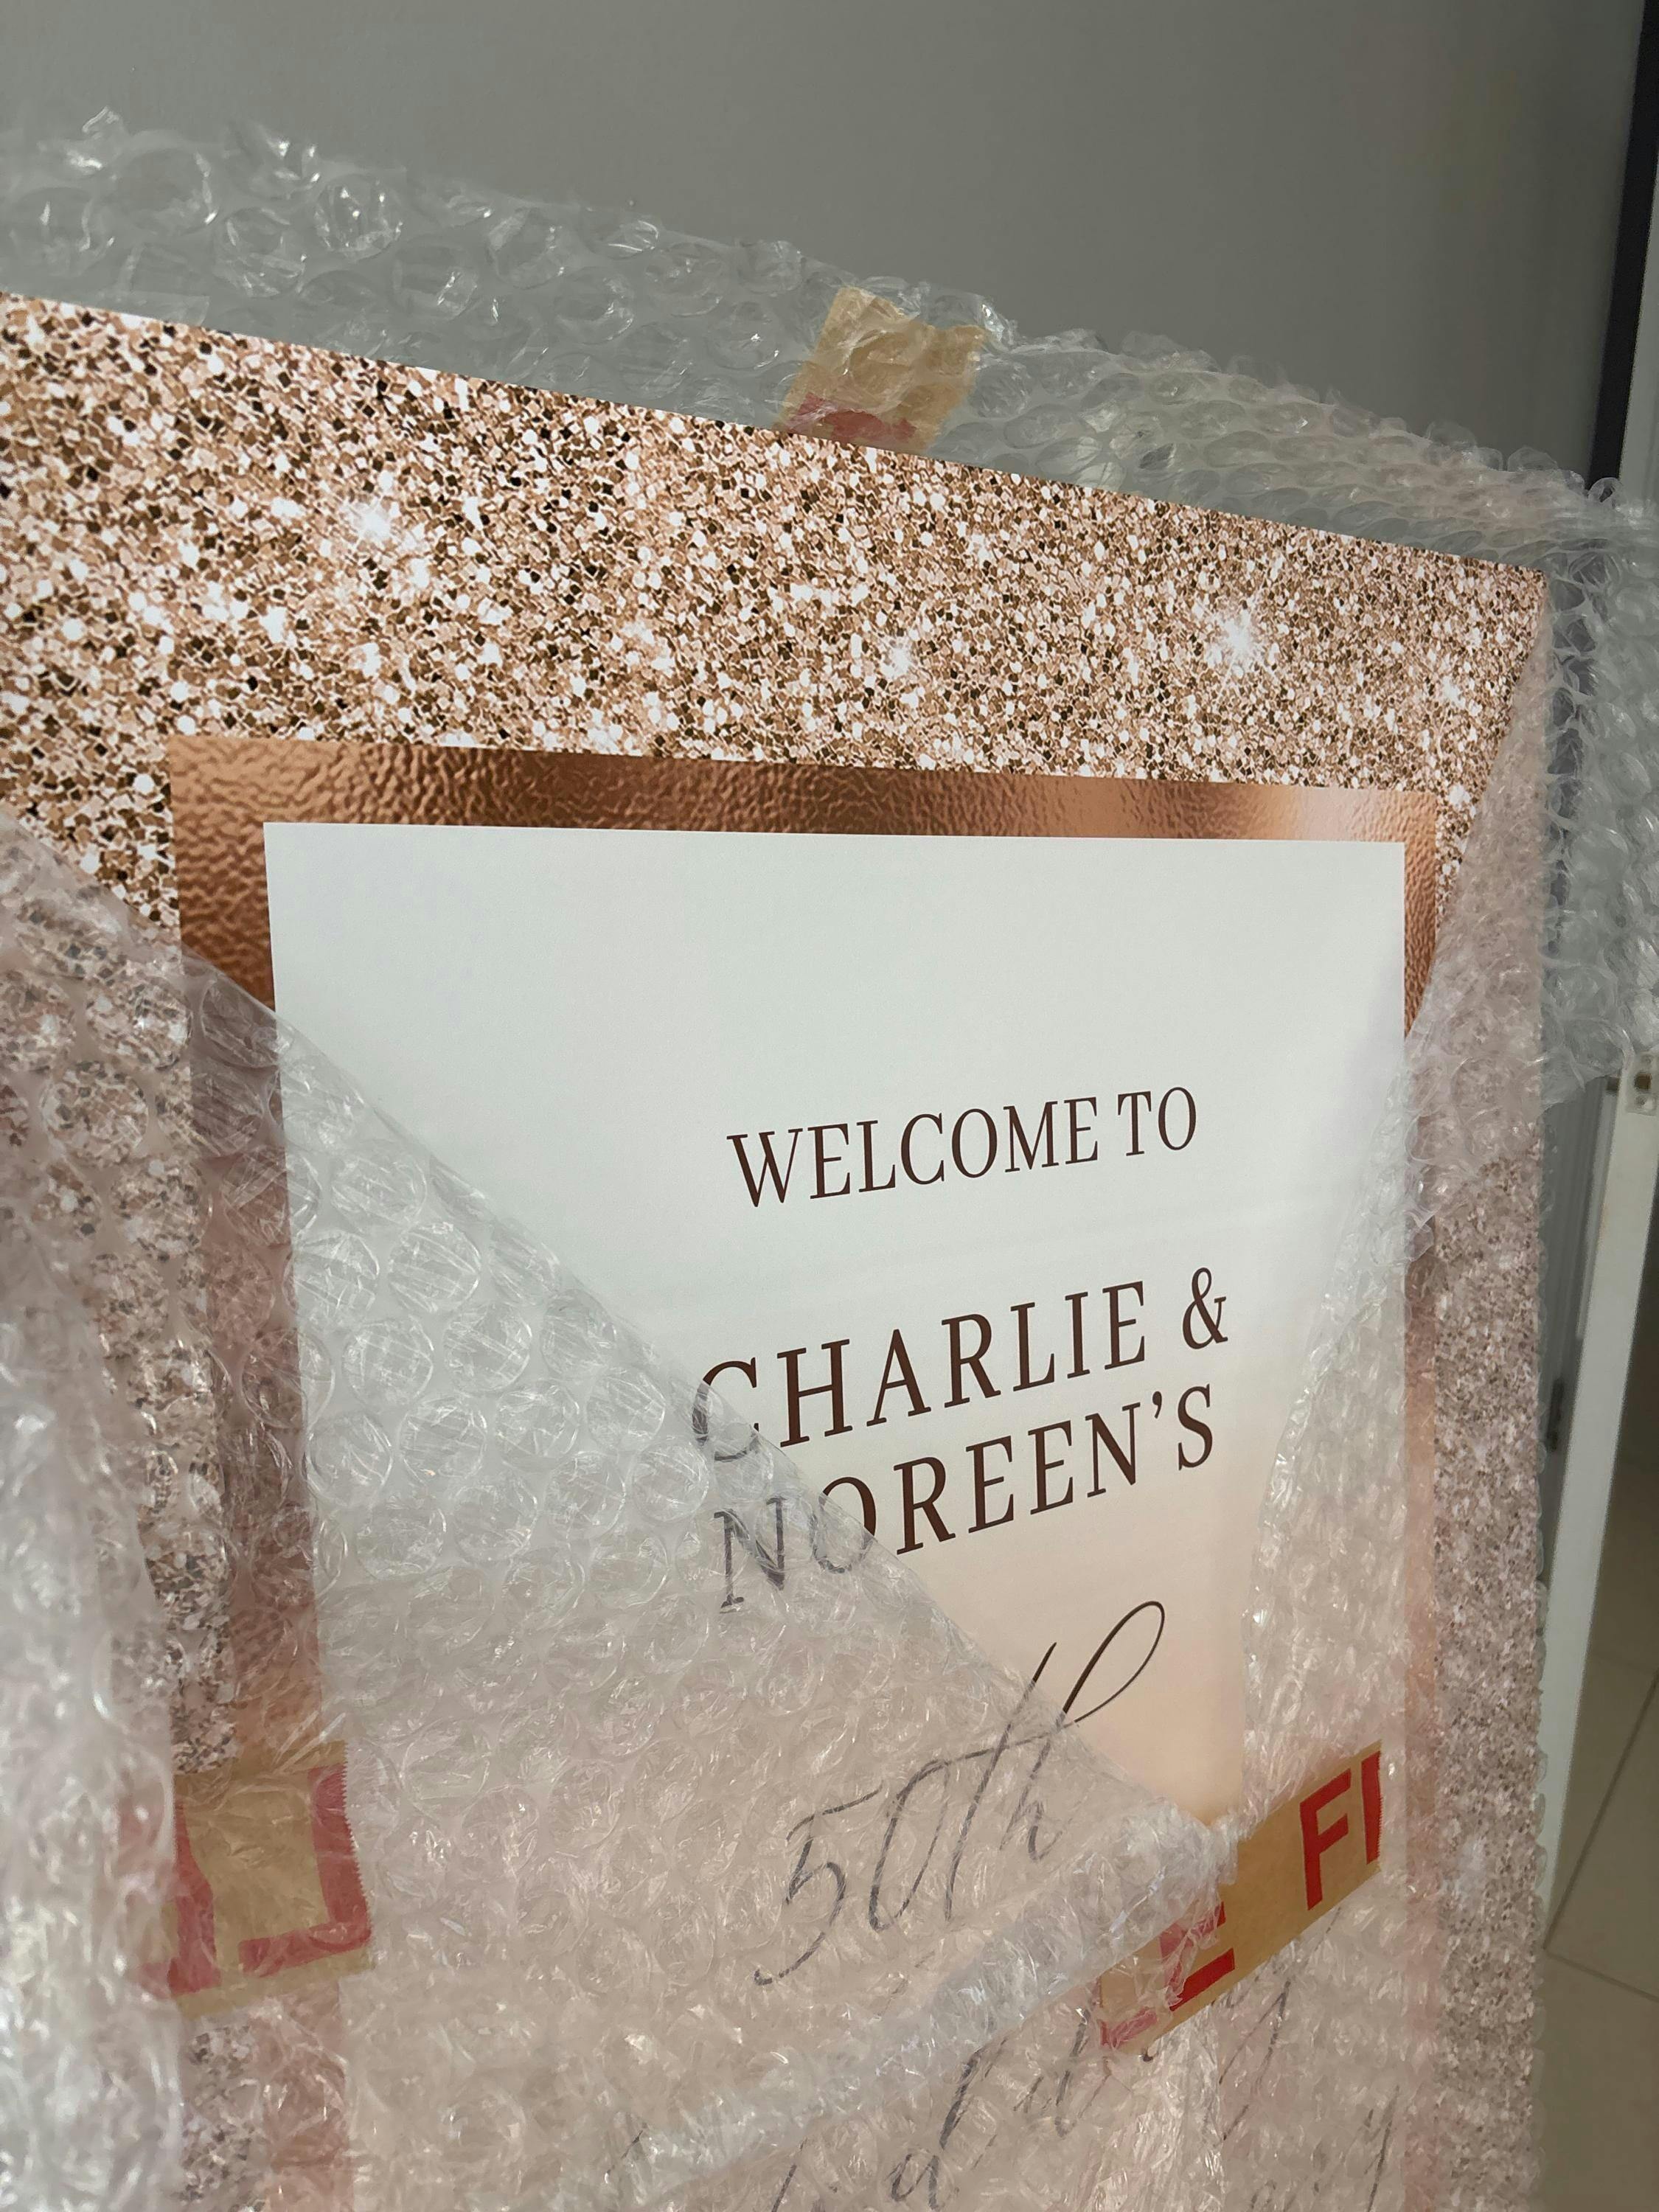 WELCOME TO
CHARLIE &
NOREEN'S
50th